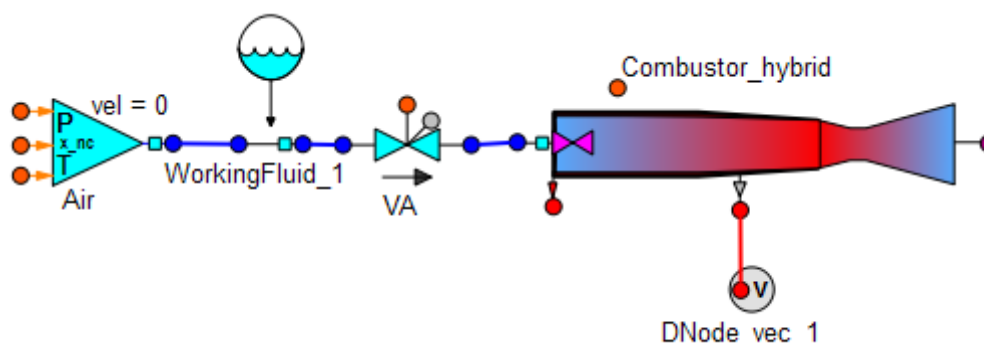 Combustor_hybrid
vel = 0
P
x_nc
T
Air
WorkingFluid_1
VA
V
DNode_vec_1